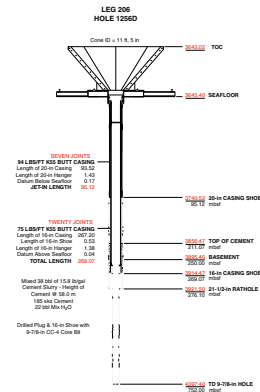 LEG 206
HOLE 1256D
Cone ID = 11 ft, 5 in
3643.02 TOC
3645.40 SEAFLOOR
SEVEN JOINTS
94 LBS/FT K55 BUTT CASING
Length of 20-in Casing 93.52
Length of 20-in Hanger 1.43
Datum Below Seafloor 0.17
JET-IN LENGTH 95.12
3740.52 20-in CASING SHOE
95.12 mbsf
TWENTY JOINTS
75 LBS/FT K55 BUTT CASING
Length of 16-in Casing 267.20
Length of 16-in Shoe 0.53
Length of 16-in Hanger 1.38
Datum Above Seafloor 0.04
TOTAL LENGTH 269.07
3856.47 TOP OF CEMENT
211.07 mbsf
3895.40 BASEMENT
250.00 mbsf
3914.47 16-in CASING SHOE
269.07 mbsf
3921.50 21-1/2-in RATHOLE
276.10 mbsf
Mixed 38 bbl of 15.8 lb/gal
Cement Slurry - Height of
Cement @ 58.0 m
185 sks Cement
22 bbl Mix H2O
Drilled Plug & 16-in Shoe with
9-7/8-in CC-4 Core Bit
4397.40 TD 9-7/8-in HOLE
752.00 mbsf